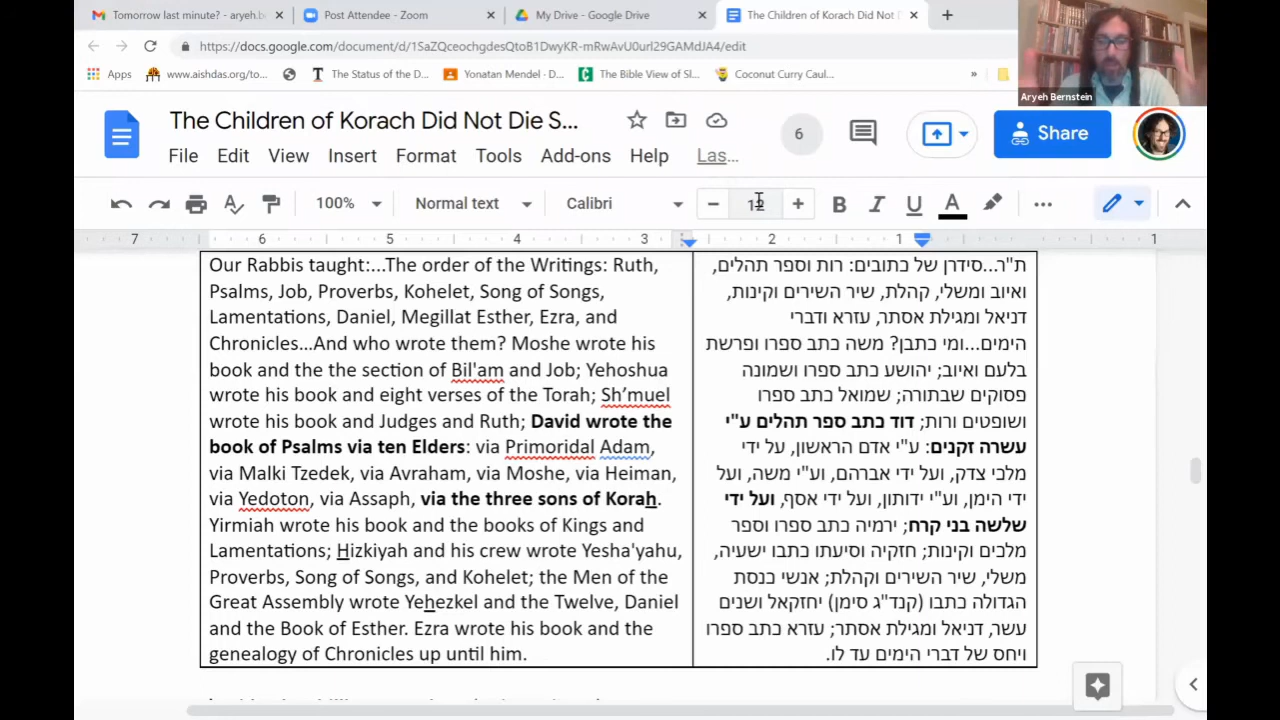 Tomorrow last minute? - aryeh.b
Post Attendee - Zoom
My Drive - Google Drive
The Children of Korach Did Not
https://docs.google.com/document/d/1SaZQceochgdesQtoB1DwyKR-mRwAvU0url29GAMdJA4/edit
Apps
www.aishdas.org/to...
The Status of the D...
Yonatan Mendel · D...
The Bible View of Sl...
Coconut Curry Caul...
»
Aryeh Bernstein
The Children of Korach Did Not Die S...
6
Share
File Edit View Insert Format Tools Add-ons Help Las...
100% Normal text Calibri 12 B I U A
7 6 5 4 3 2 1 1
Our Rabbis taught:...The order of the Writings: Ruth,
Psalms, Job, Proverbs, Kohelet, Song of Songs,
Lamentations, Daniel, Megillat Esther, Ezra, and
Chronicles...And who wrote them? Moshe wrote his
book and the the section of Bil'am and Job; Yehoshua
wrote his book and eight verses of the Torah; Sh’muel
wrote his book and Judges and Ruth; David wrote the
book of Psalms via ten Elders: via Primoridal Adam,
via Malki Tzedek, via Avraham, via Moshe, via Heiman,
via Yedoton, via Assaph, via the three sons of Korah.
Yirmiah wrote his book and the books of Kings and
Lamentations; Hizkiyah and his crew wrote Yesha'yahu,
Proverbs, Song of Songs, and Kohelet; the Men of the
Great Assembly wrote Yehezkel and the Twelve, Daniel
and the Book of Esther. Ezra wrote his book and the
genealogy of Chronicles up until him.
ת"ר...סידרן של כתובים: רות וספר תהלים,
ואיוב ומשלי, קהלת, שיר השירים וקינות,
דניאל ומגילת אסתר, עזרא ודברי
הימים...ומי כתבן? משה כתב ספרו ופרשת
בלעם ואיוב; יהושע כתב ספרו ושמונה
פסוקים שבתורה; שמואל כתב ספרו
ושופטים ורות; דוד כתב ספר תהלים ע"י
עשרה זקנים: ע"י אדם הראשון, על ידי
מלכי צדק, ועל ידי אברהם, וע"י משה, ועל
ידי הימן, וע"י ידותון, ועל ידי אסף, ועל ידי
שלשה בני קרח; ירמיה כתב ספרו וספר
מלכים וקינות; חזקיה וסיעתו כתבו ישעיה,
משלי, שיר השירים וקהלת; אנשי כנסת
הגדולה כתבו (קנד"ג סימן) יחזקאל ושנים
עשר, דניאל ומגילת אסתר; עזרא כתב ספרו
ויחס של דברי הימים עד לו.